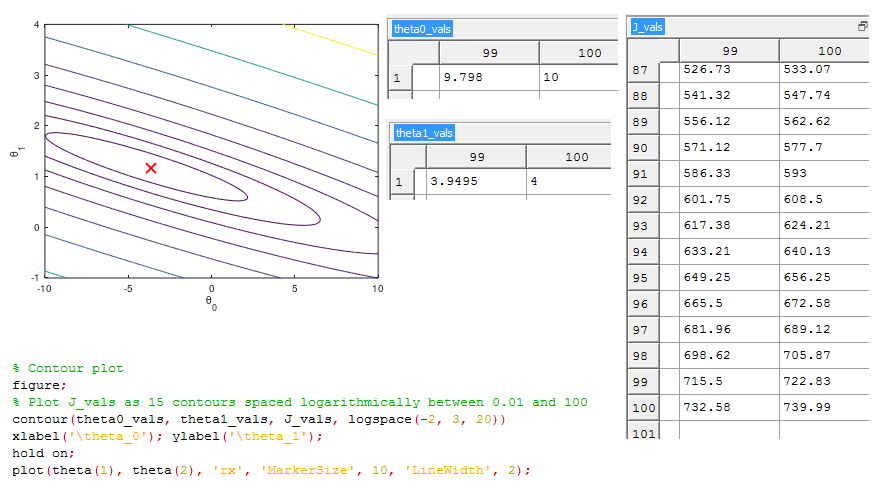 4
3
2
1
0
-1
-10
-5
0
5
10
θ1
θ0
theta0_vals
99 100
1 9.798 10
theta1_vals
99 100
1 3.9495 4
J_vals
99 100
87 526.73 533.07
88 541.32 547.74
89 556.12 562.62
90 571.12 577.7
91 586.33 593
92 601.75 608.5
93 617.38 624.21
94 633.21 640.13
95 649.25 656.25
96 665.5 672.58
97 681.96 689.12
98 698.62 705.87
99 715.5 722.83
100 732.58 739.99
101
% Contour plot
figure;
% Plot J_vals as 15 contours spaced logarithmically between 0.01 and 100
contour(theta0_vals, theta1_vals, J_vals, logspace(-2, 3, 20))
xlabel('\theta_0'); ylabel('\theta_1');
hold on;
plot(theta(1), theta(2), 'rx', 'MarkerSize', 10, 'LineWidth', 2);